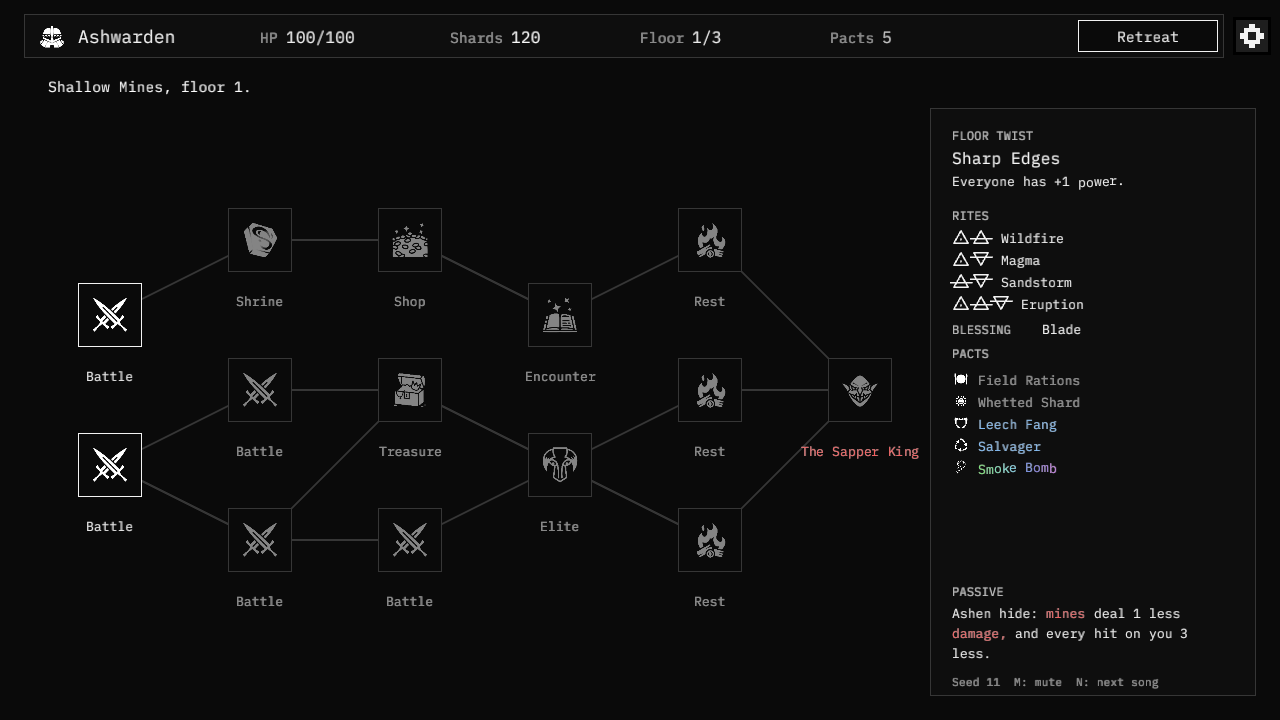 Ashwarden HP 100/100 Shards 120 Floor 1/3 Pacts 5 Retreat
Shallow Mines, floor 1.
Shrine
Shop
Rest
Battle
Encounter
Battle
Treasure
Rest
The Sapper King
Battle
Elite
Battle
Battle
Rest
FLOOR TWIST
Sharp Edges
Everyone has +1 power.
RITES
Wildfire
Magma
Sandstorm
Eruption
BLESSING Blade
PACTS
Field Rations
Whetted Shard
Leech Fang
Salvager
Smoke Bomb
PASSIVE
Ashen hide: mines deal 1 less
damage, and every hit on you 3
less.
Seed 11 M: mute N: next song